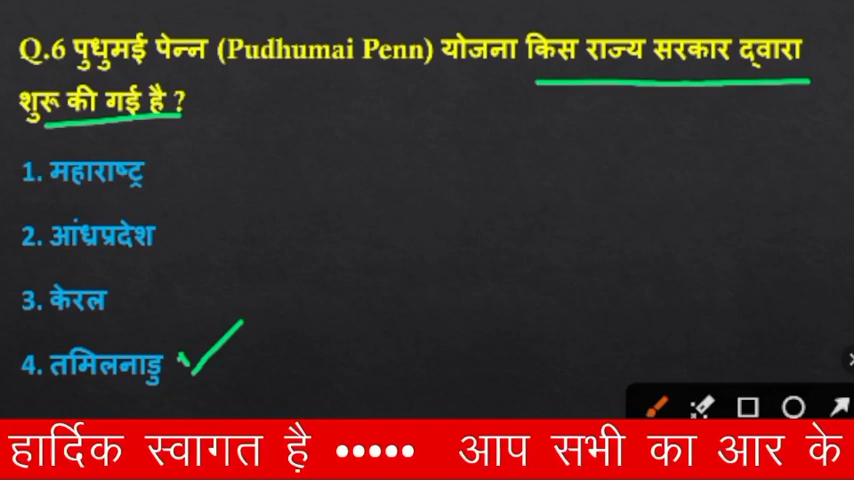 Q.6 पुधुमई पेन्न (Pudhumai Penn) योजना किस राज्य सरकार द्वारा
शुरू की गई है ?
1. महाराष्ट्र
2. आंध्रप्रदेश
3. केरल
4. तमिलनाडु
हार्दिक स्वागत है ••••• आप सभी का आर के